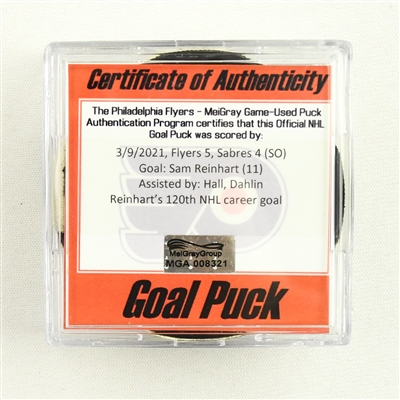 Certificate of Authenticity
The Philadelphia Flyers - MeiGray Game-Used Puck
Authentication Program certifies that this Official NHL
Goal Puck was scored by:
3/9/2021, Flyers 5, Sabres 4 (SO)
Goal: Sam Reinhart (11)
Assisted by: Hall, Dahlin
Reinhart's 120th NHL career goal
MeiGrayGroup
MGA 008321
Goal Puck